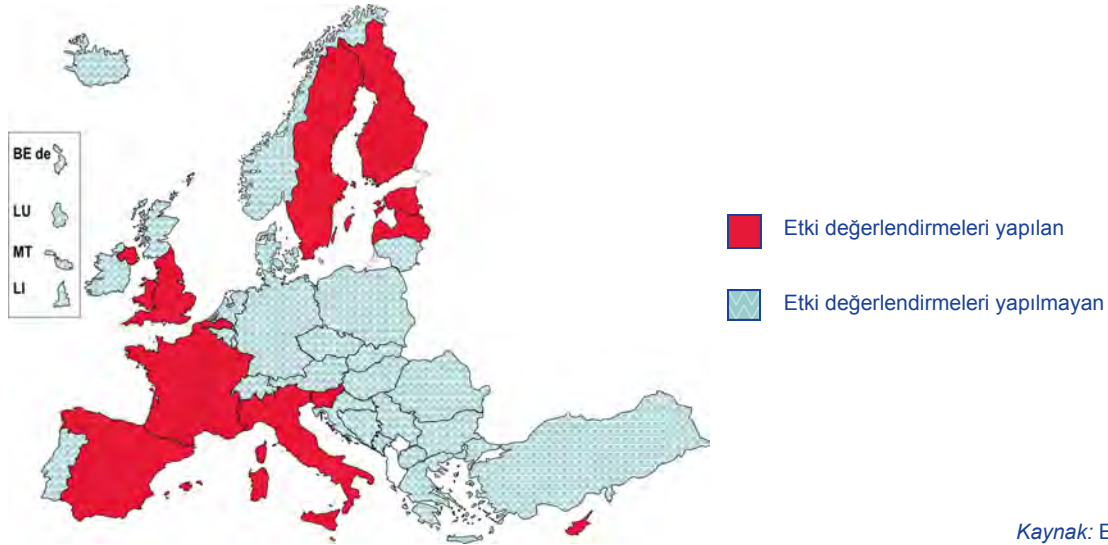 BE de
LU
MT
LI
Etki değerlendirmeleri yapılan
Etki değerlendirmeleri yapılmayan
Kaynak: E